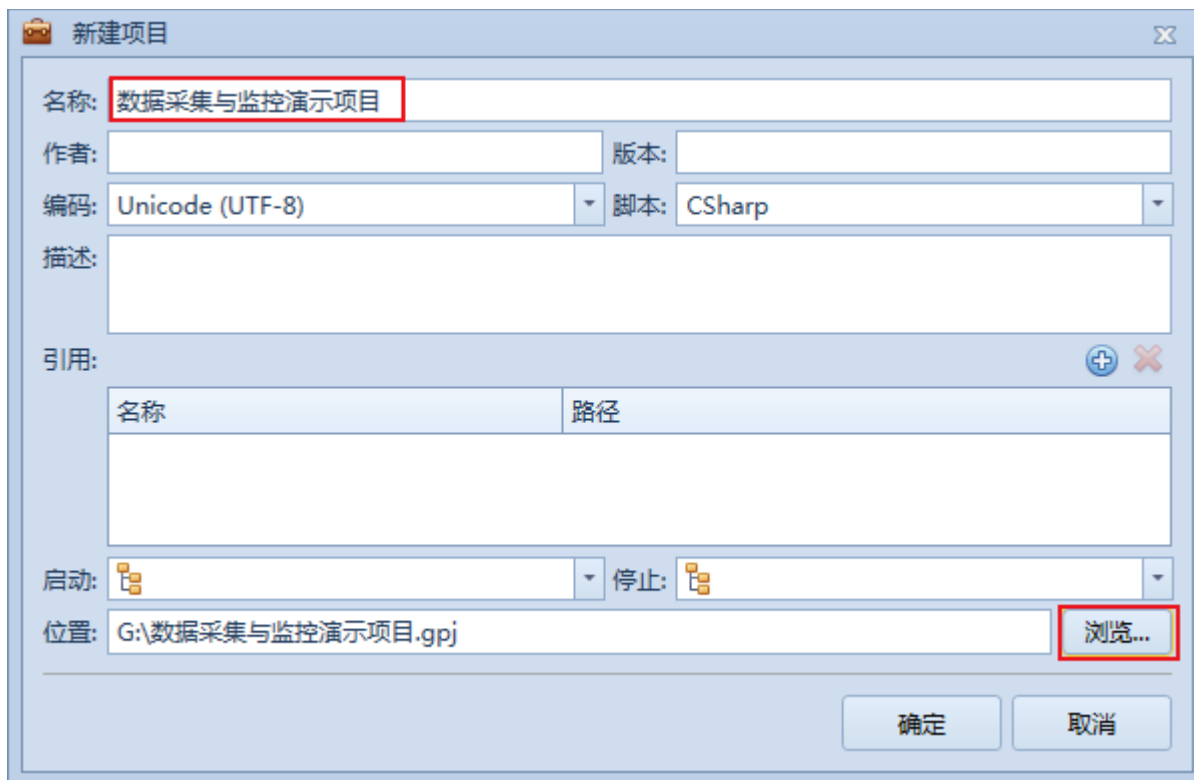 新建项目
名称: 数据采集与监控演示项目
作者: 版本:
编码: Unicode (UTF-8) 脚本: CSharp
描述:
引用:
名称 路径
启动: 停止:
位置: G:\数据采集与监控演示项目.gpj 浏览...
确定 取消